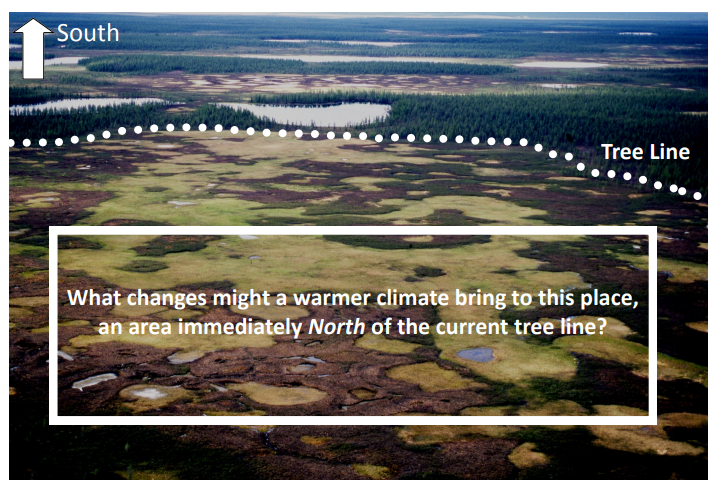 South
Tree Line
What changes might a warmer climate bring to this place,
an area immediately North of the current tree line?